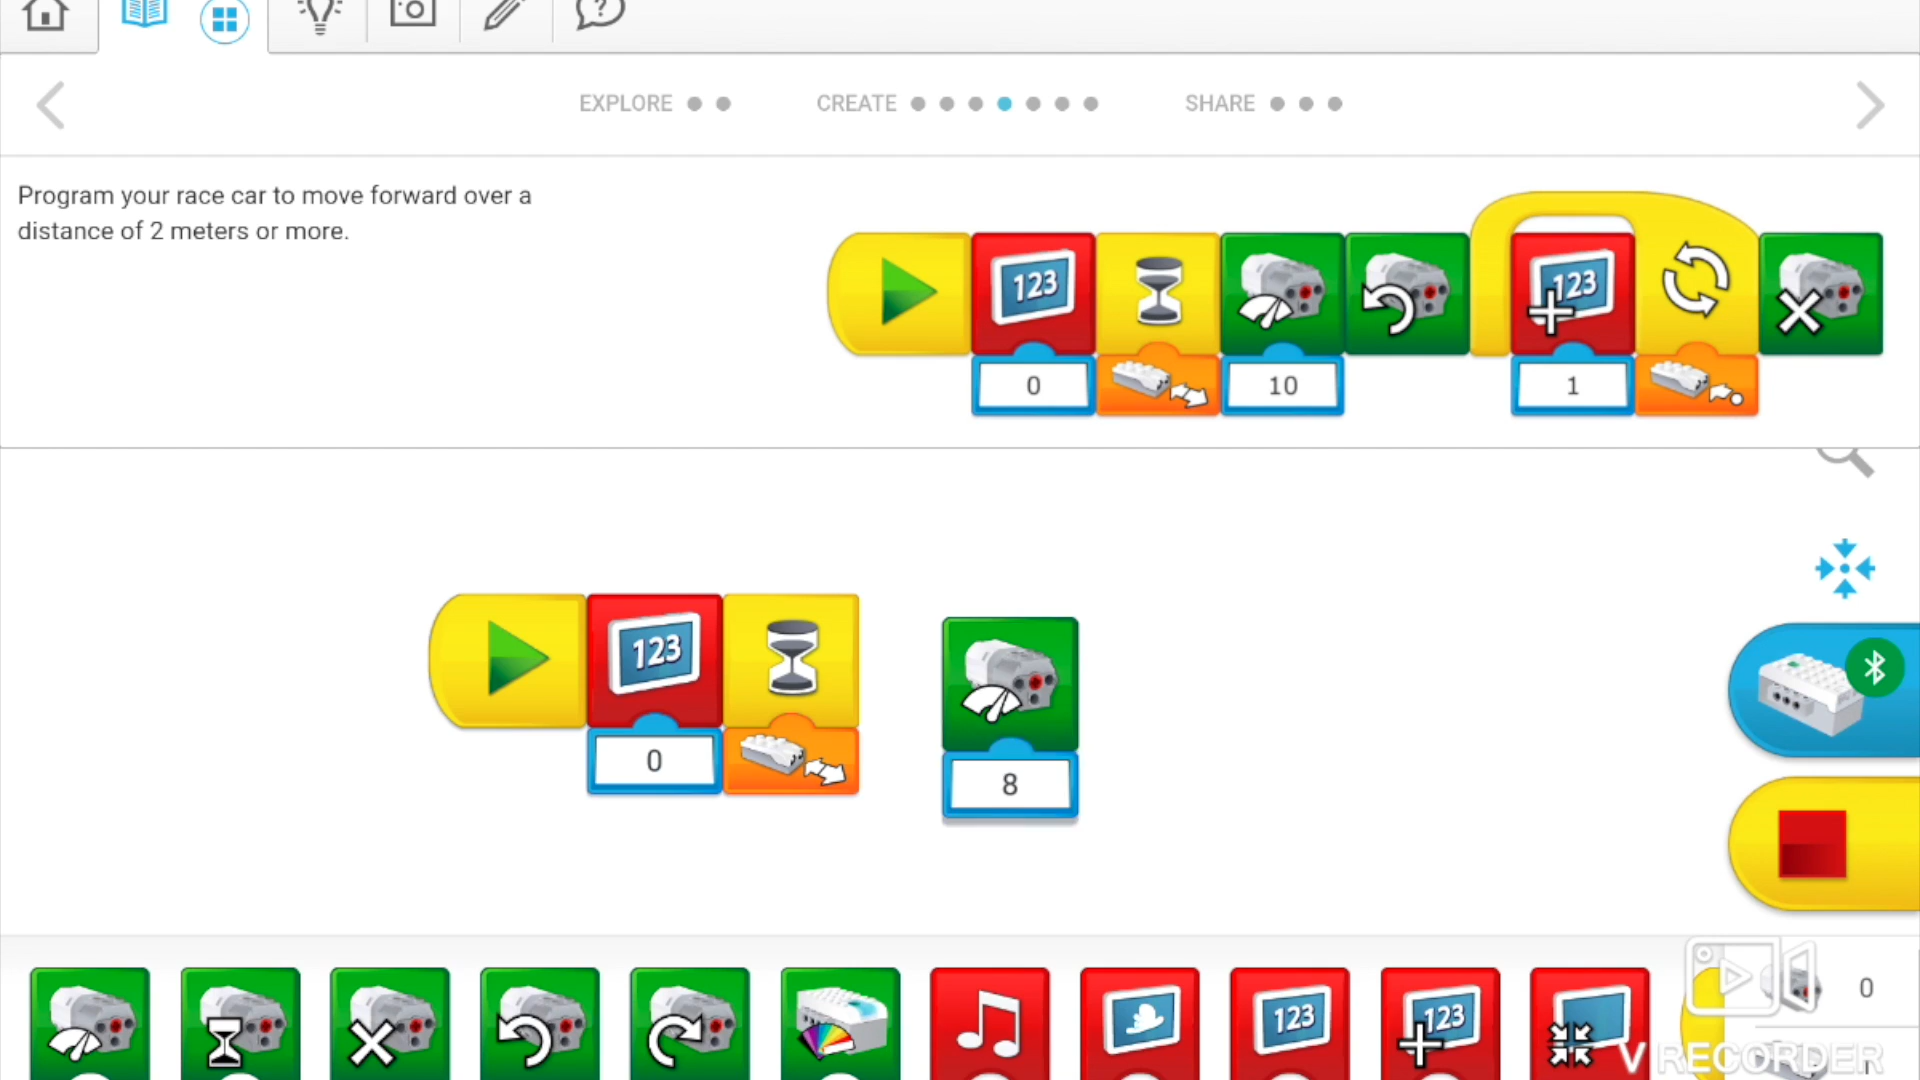 ?
EXPLORE CREATE SHARE
Program your race car to move forward over a
distance of 2 meters or more.
123 123
0 10 1
123
0 8
123 123 0
VRECORDER